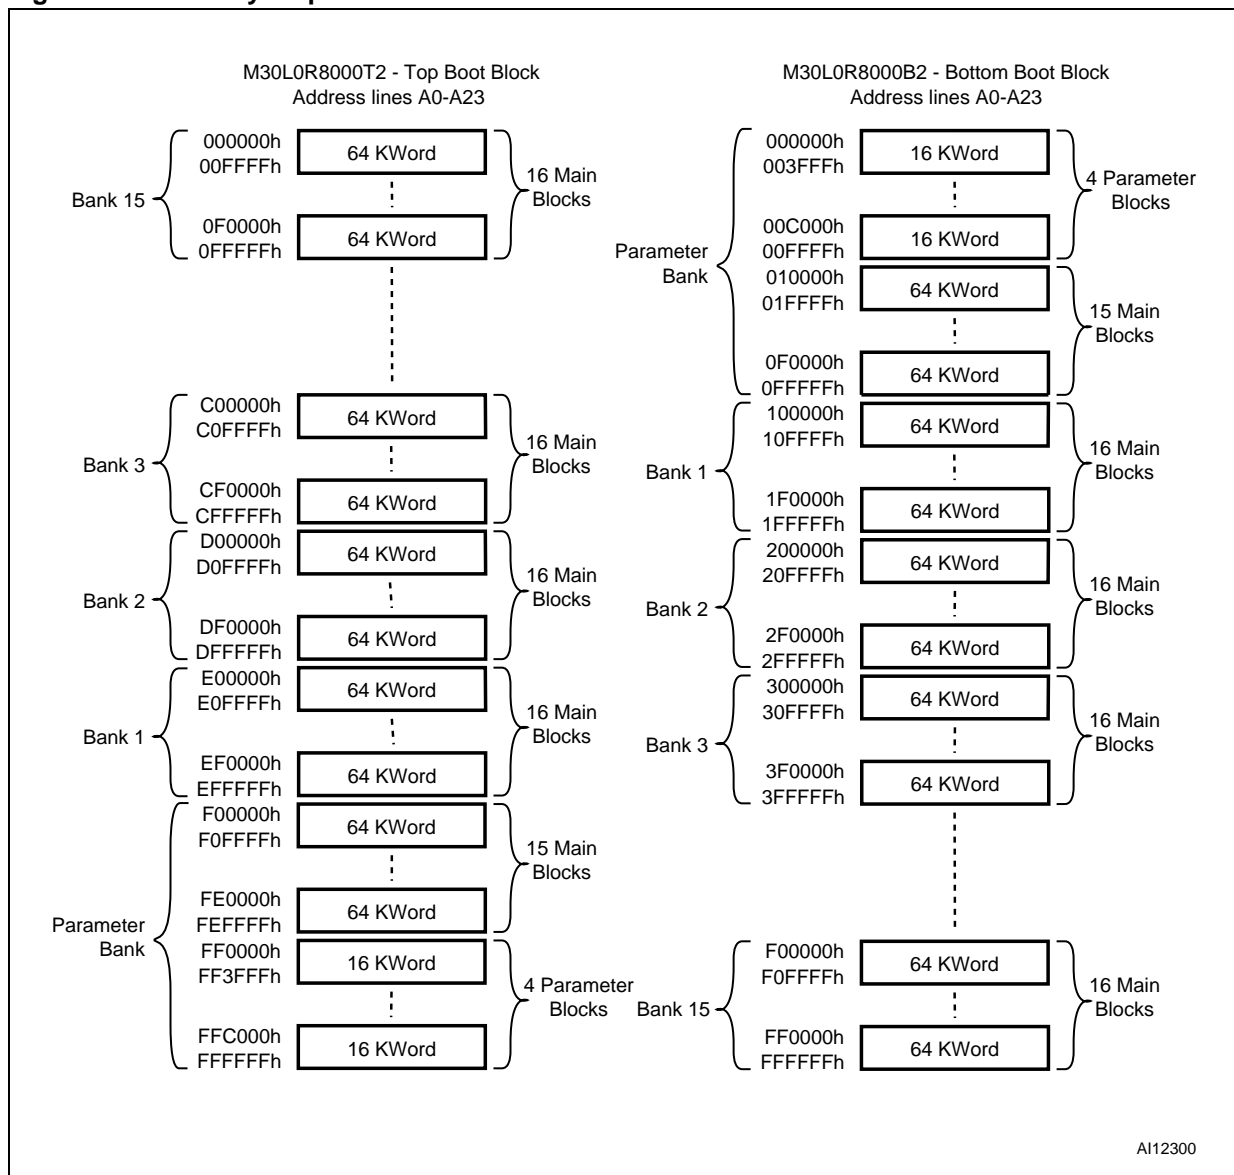 M30L0R8000T2 - Top Boot Block
Address lines A0-A23
000000h
00FFFFh
64 KWord
Bank 15
16 Main
Blocks
0F0000h
0FFFFFh
64 KWord
C00000h
C0FFFFh
64 KWord
Bank 3
16 Main
Blocks
CF0000h
CFFFFFh
64 KWord
D00000h
D0FFFFh
64 KWord
Bank 2
16 Main
Blocks
DF0000h
DFFFFFh
64 KWord
E00000h
E0FFFFh
64 KWord
Bank 1
16 Main
Blocks
EF0000h
EFFFFFh
64 KWord
F00000h
F0FFFFh
64 KWord
15 Main
Blocks
FE0000h
FEFFFFh
64 KWord
Parameter
Bank
FF0000h
FF3FFFh
16 KWord
4 Parameter
Blocks
FFC000h
FFFFFFh
16 KWord
M30L0R8000B2 - Bottom Boot Block
Address lines A0-A23
000000h
003FFFh
16 KWord
4 Parameter
Blocks
00C000h
00FFFFh
16 KWord
Parameter
Bank
010000h
01FFFFh
64 KWord
15 Main
Blocks
0F0000h
0FFFFFh
64 KWord
100000h
10FFFFh
64 KWord
Bank 1
16 Main
Blocks
1F0000h
1FFFFFh
64 KWord
200000h
20FFFFh
64 KWord
Bank 2
16 Main
Blocks
2F0000h
2FFFFFh
64 KWord
300000h
30FFFFh
64 KWord
Bank 3
16 Main
Blocks
3F0000h
3FFFFFh
64 KWord
F00000h
F0FFFFh
64 KWord
Bank 15
16 Main
Blocks
FF0000h
FFFFFFh
64 KWord
AI12300